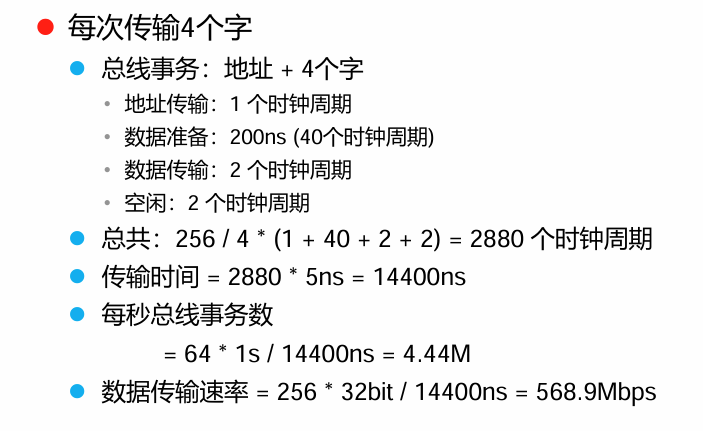 每次传输4个字
总线事务：地址 + 4个字
地址传输：1 个时钟周期
数据准备：200ns (40个时钟周期)
数据传输：2 个时钟周期
空闲：2 个时钟周期
总共：256 / 4 * (1 + 40 + 2 + 2) = 2880 个时钟周期
传输时间 = 2880 * 5ns = 14400ns
每秒总线事务数
= 64 * 1s / 14400ns = 4.44M
数据传输速率 = 256 * 32bit / 14400ns = 568.9Mbps